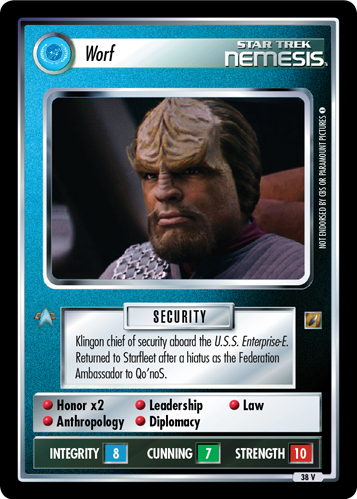 Worf
STAR TREK
NEMESIS
NOT ENDORSED BY CBS OR PARAMOUNT PICTURES
SECURITY
Klingon chief of security aboard the U.S.S. Enterprise-E.
Returned to Starfleet after a hiatus as the Federation
Ambassador to Qo'noS.
• Honor x2 • Leadership • Law
• Anthropology • Diplomacy
INTEGRITY 8 CUNNING 7 STRENGTH 10
38 V